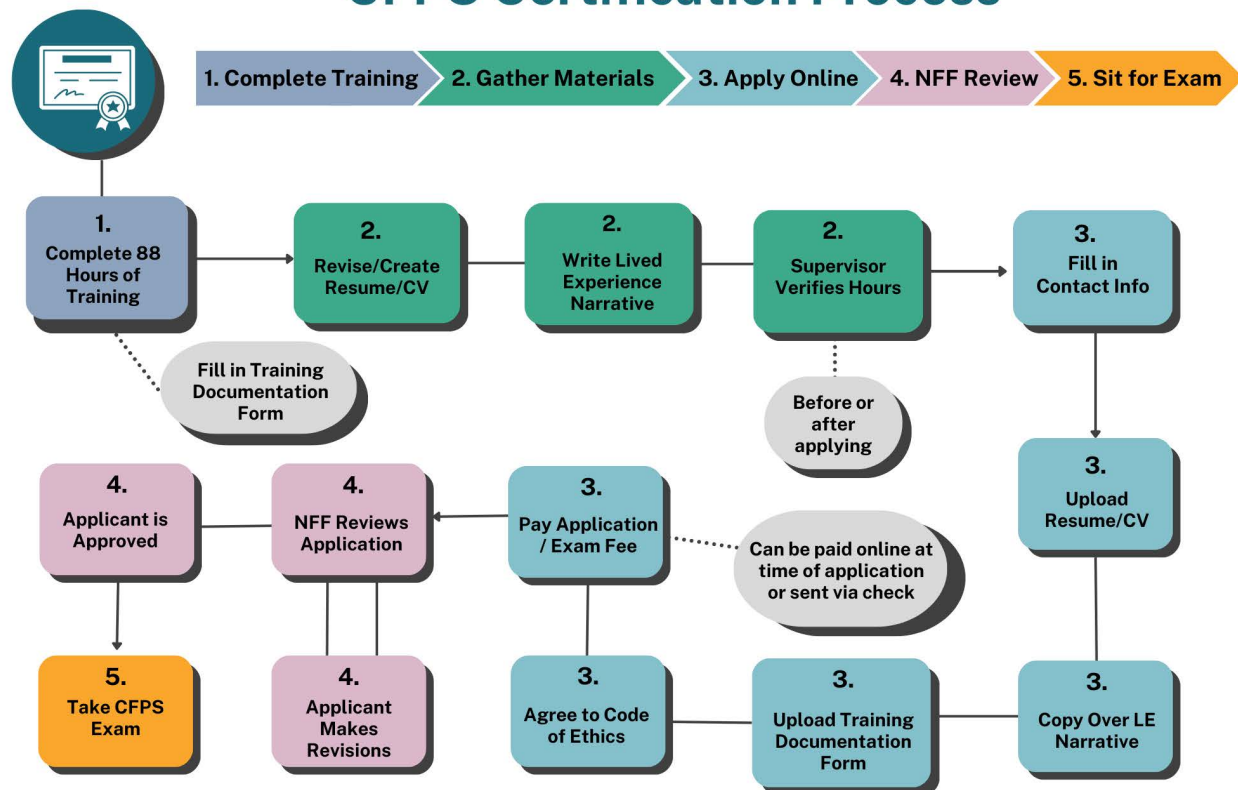 CFPS Certification Process
1. Complete Training
2. Gather Materials
3. Apply Online
4. NFF Review
5. Sit for Exam
1.
Complete 88
Hours of
Training
2.
Revise/Create
Resume/CV
2.
Write Lived
Experience
Narrative
2.
Supervisor
Verifies Hours
3.
Fill in
Contact Info
Fill in Training
Documentation
Form
Before or
after
applying
4.
Applicant is
Approved
4.
NFF Reviews
Application
3.
Pay Application
/ Exam Fee
Can be paid online at
time of application
or sent via check
3.
Upload
Resume/CV
5.
Take CFPS
Exam
4.
Applicant
Makes
Revisions
3.
Agree to Code
of Ethics
3.
Upload Training
Documentation
Form
3.
Copy Over LE
Narrative